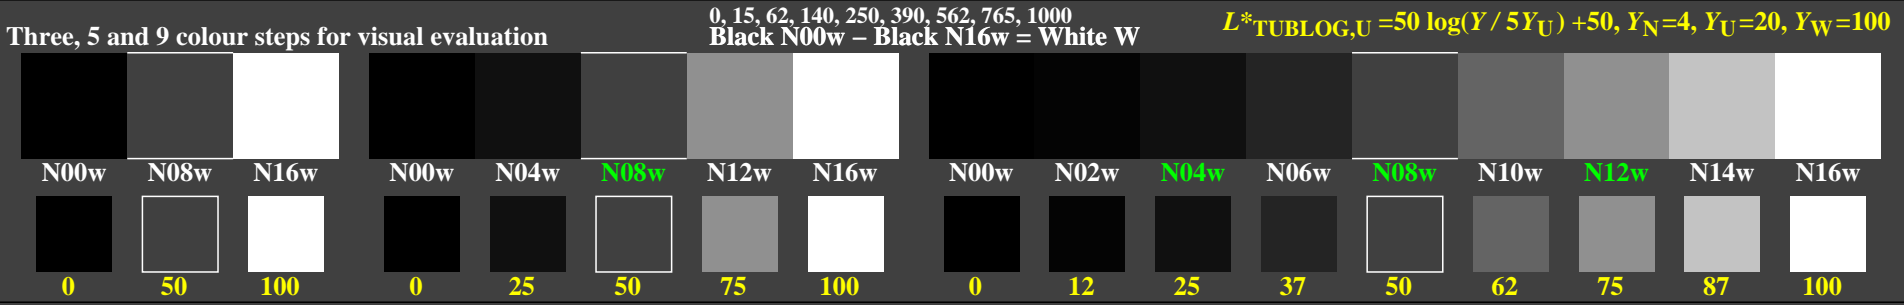 Three, 5 and 9 colour steps for visual evaluation
0, 15, 62, 140, 250, 390, 562, 765, 1000
Black N00w – Black N16w = White W
L*TUBLOG,U =50 log(Y / 5YU) +50, YN=4, YU=20, YW=100
N00w N08w N16w
N00w N04w N08w N12w N16w
N00w N02w N04w N06w N08w N10w N12w N14w N16w
0 50 100
0 25 50 75 100
0 12 25 37 50 62 75 87 100